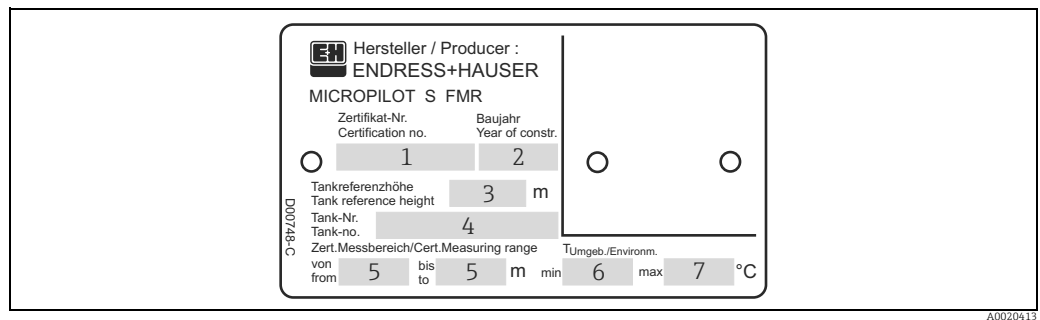 EH
Hersteller / Producer :
ENDRESS+HAUSER
MICROPILOT S FMR
Zertifikat-Nr.
Certification no.
Baujahr
Year of constr.
1
2
Tankreferenzhöhe
Tank reference height
3 m
Tank-Nr.
Tank-no.
4
Zert.Messbereich/Cert.Measuring range
von
from
5
bis
to
5 m
TUmgeb./Environm.
min 6 max 7 °C
D00748-C
A0020413